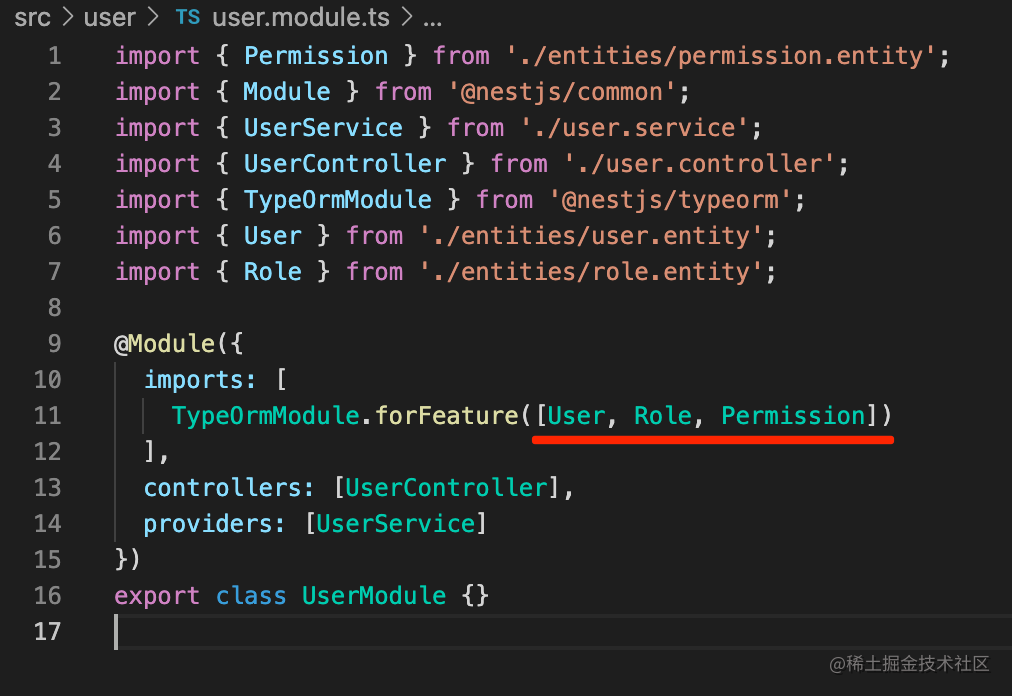 src > user > TS user.module.ts > ...
1 import { Permission } from './entities/permission.entity';
2 import { Module } from '@nestjs/common';
3 import { UserService } from './user.service';
4 import { UserController } from './user.controller';
5 import { TypeOrmModule } from '@nestjs/typeorm';
6 import { User } from './entities/user.entity';
7 import { Role } from './entities/role.entity';
8
9 @Module({
10 imports: [
11 TypeOrmModule.forFeature([User, Role, Permission])
12 ],
13 controllers: [UserController],
14 providers: [UserService]
15 })
16 export class UserModule {}
17
@稀土掘金技术社区